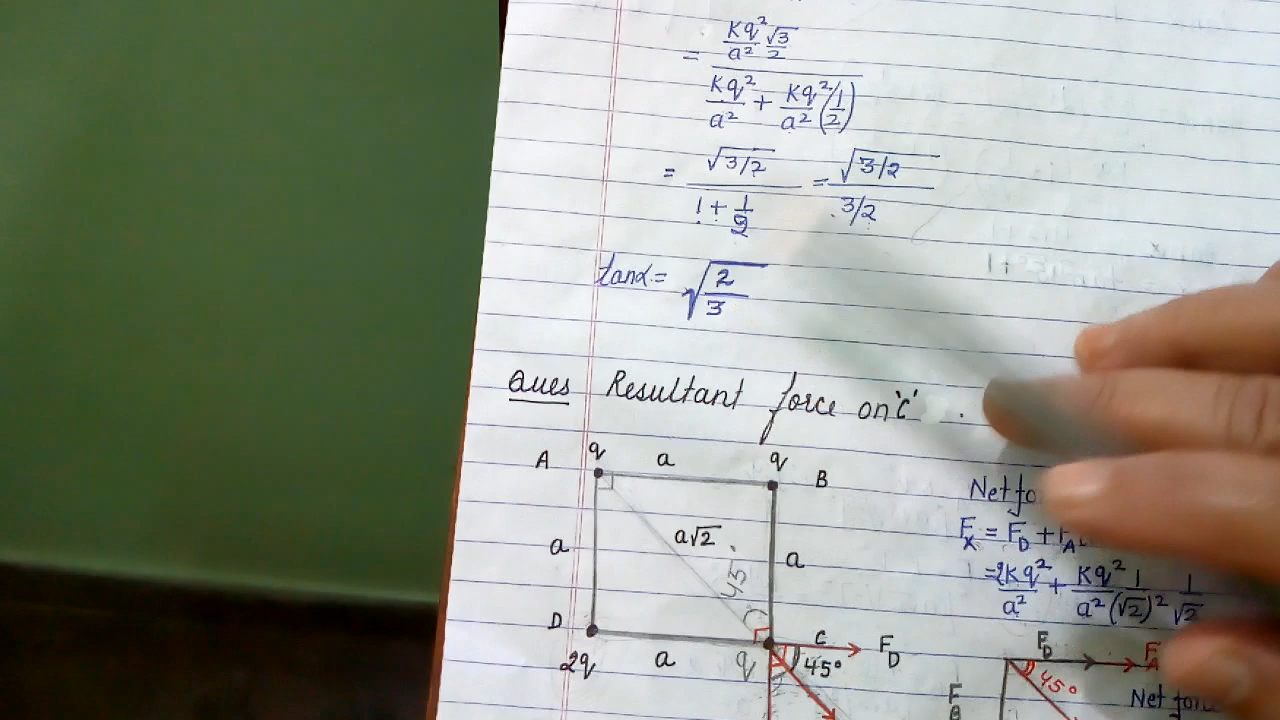 = (Kq²/a² √3/2) / (Kq²/a² + Kq²/a² (1/2))
= √3/2 / (1 + 1/2) = √3/2 / 3/2
tanα = √(2/3)
Ques Resultant force on 'C' .
A q a q B
a a√2 a
45
D 2q a q C F_D
45°
Net
F_x = F_D + F_A
= 2Kq²/a² + Kq²/a²(√2)² 1/√2
F_D
45°
F_B
Net